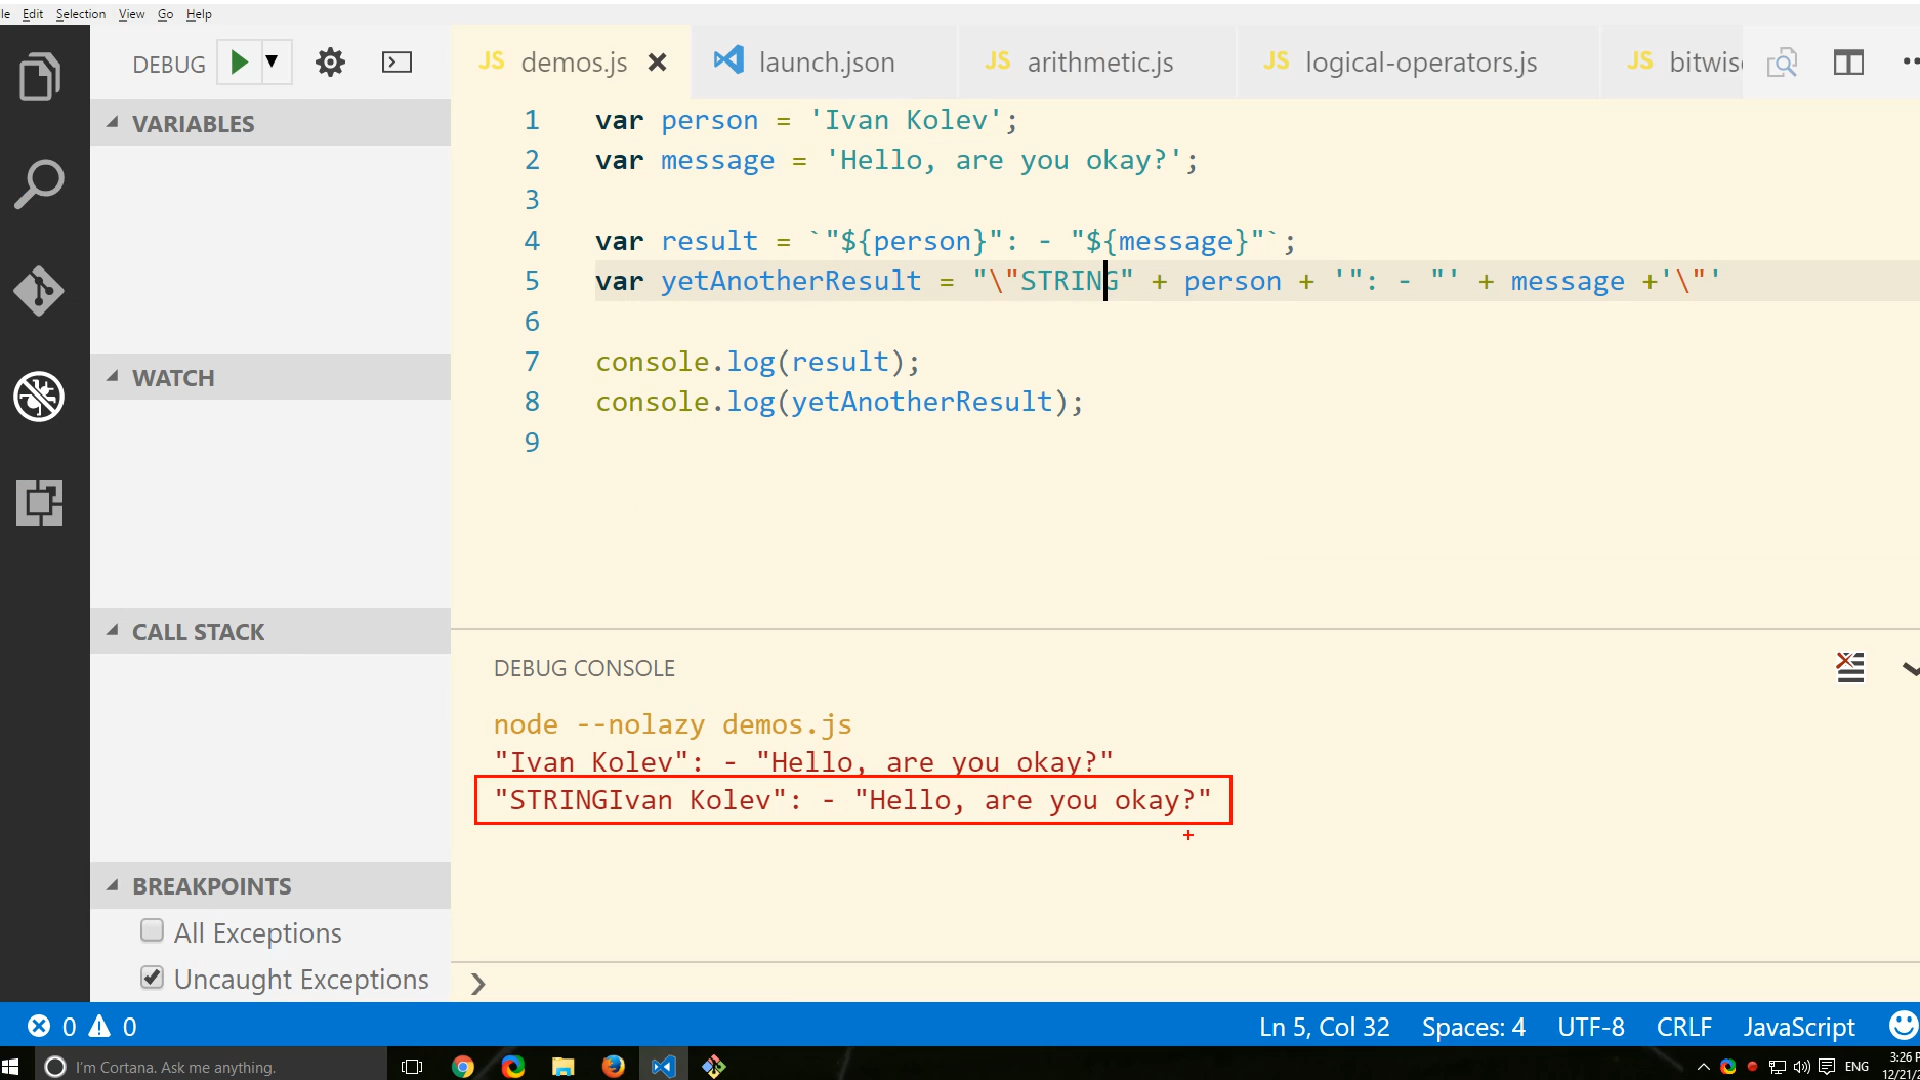 le Edit Selection View Go Help
DEBUG
JS demos.js
launch.json
JS arithmetic.js
JS logical-operators.js
JS bitwis
VARIABLES
WATCH
CALL STACK
BREAKPOINTS
All Exceptions
Uncaught Exceptions
1 var person = 'Ivan Kolev';
2 var message = 'Hello, are you okay?';
3
4 var result = `"${person}": - "${message}"`;
5 var yetAnotherResult = "\"STRING" + person + '": - "' + message +'\"'
6
7 console.log(result);
8 console.log(yetAnotherResult);
9
DEBUG CONSOLE
node --nolazy demos.js
"Ivan Kolev": - "Hello, are you okay?"
"STRINGIvan Kolev": - "Hello, are you okay?"
0 0
Ln 5, Col 32 Spaces: 4 UTF-8 CRLF JavaScript
I'm Cortana. Ask me anything.
ENG
3:26 P
12/21/2